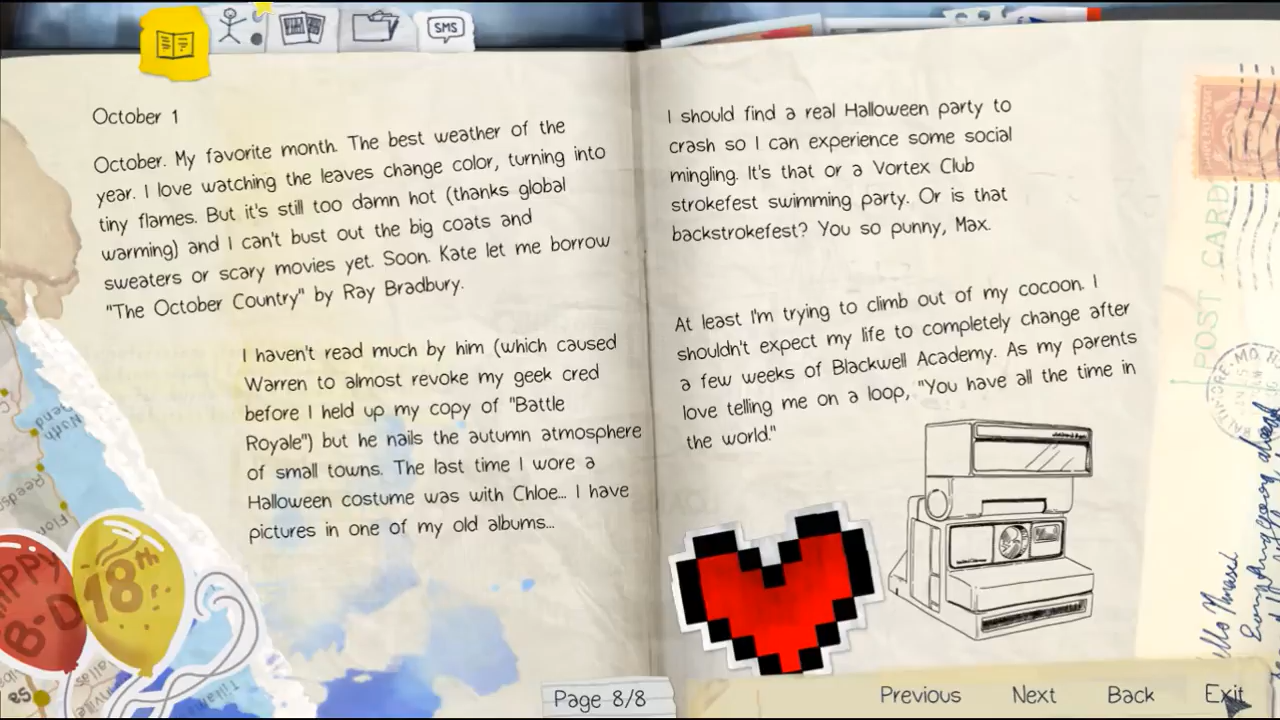 SMS
October 1
October. My favorite month. The best weather of the
year. I love watching the leaves change color, turning into
tiny flames. But it's still too damn hot (thanks global
warming) and I can't bust out the big coats and
sweaters or scary movies yet. Soon. Kate let me borrow
"The October Country" by Ray Bradbury.
I haven't read much by him (which caused
Warren to almost revoke my geek cred
before I held up my copy of "Battle
Royale") but he nails the autumn atmosphere
of small towns. The last time I wore a
Halloween costume was with Chloe... I have
pictures in one of my old albums...
I should find a real Halloween party to
crash so I can experience some social
mingling. It's that or a Vortex Club
strokefest swimming party. Or is that
backstrokefest? You so punny, Max.
At least I'm trying to climb out of my cocoon. I
shouldn't expect my life to completely change after
a few weeks of Blackwell Academy. As my parents
love telling me on a loop, "You have all the time in
the world."
18th
POST CARD
Page 8/8
Previous
Next
Back
Exit